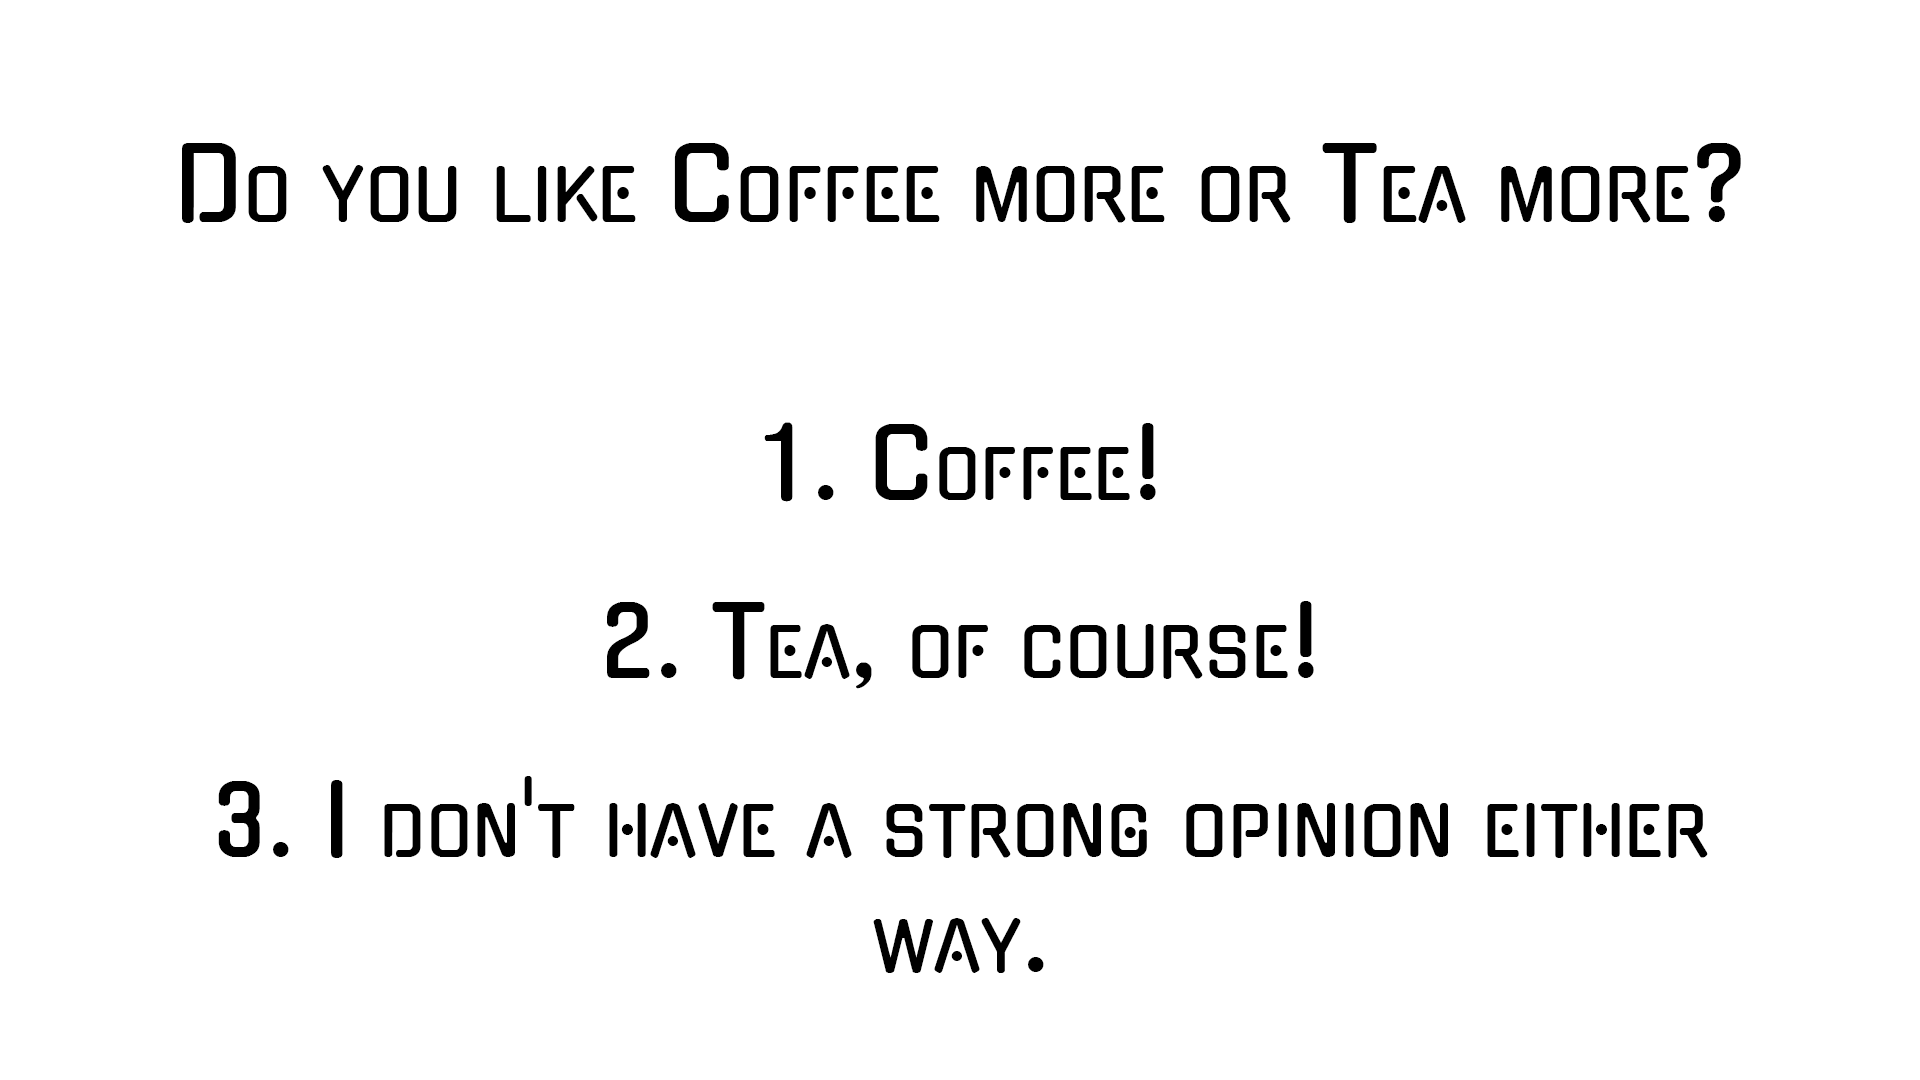 Do you like Coffee more or Tea more?
1. Coffee!
2. Tea, of course!
3. I don't have a strong opinion either
way.